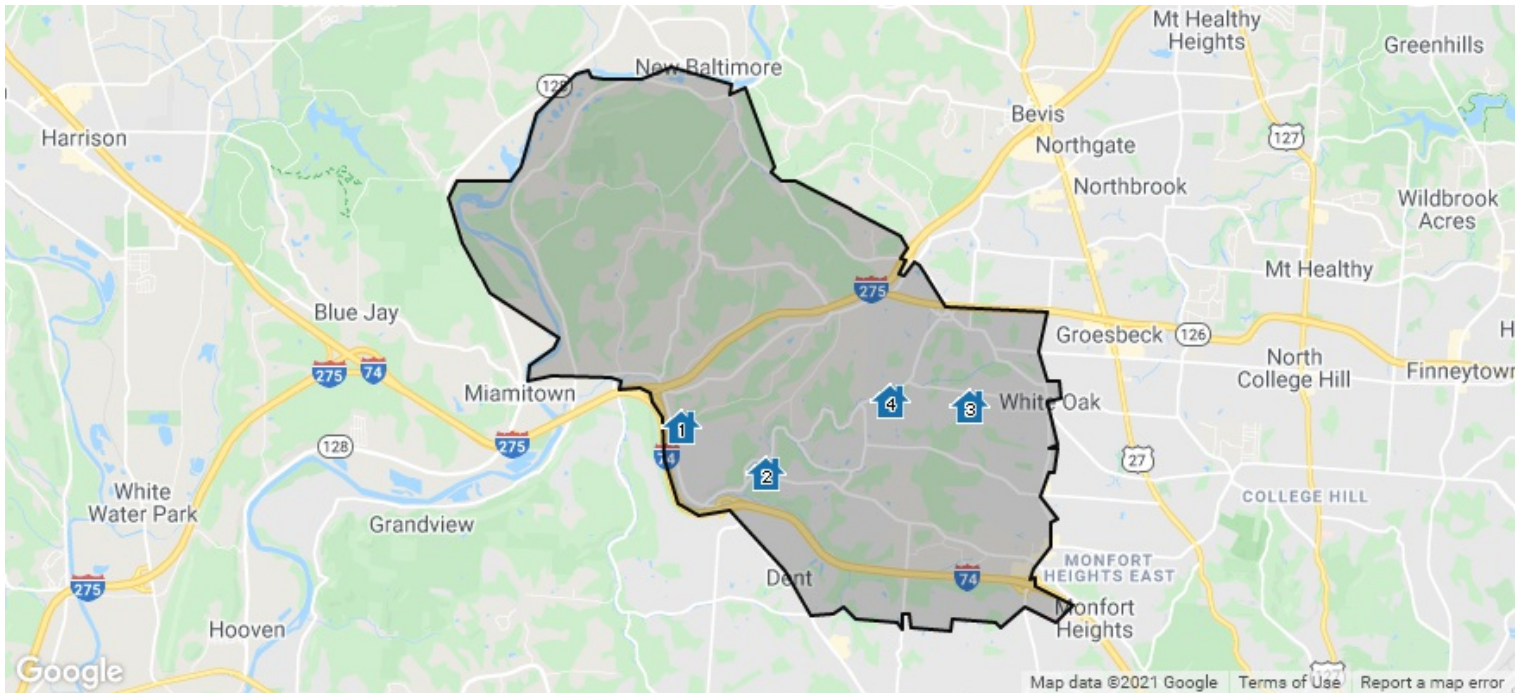 Mt Healthy
Heights
Greenhills
New Baltimore
128
Bevis
Harrison
127
Northgate
Northbrook
Wildbrook
Acres
Mt Healthy
275
Blue Jay
Groesbeck
126
H
275
74
North
College Hill
Finneytown
Miamitown
4
3
White Oak
1
128
275
74
27
2
White
Water Park
COLLEGE HILL
Grandview
MONFORT
HEIGHTS EAST
Dent
74
275
Monfort
Heights
Hooven
127
Google
Map data ©2021 Google
Terms of Use
Report a map error